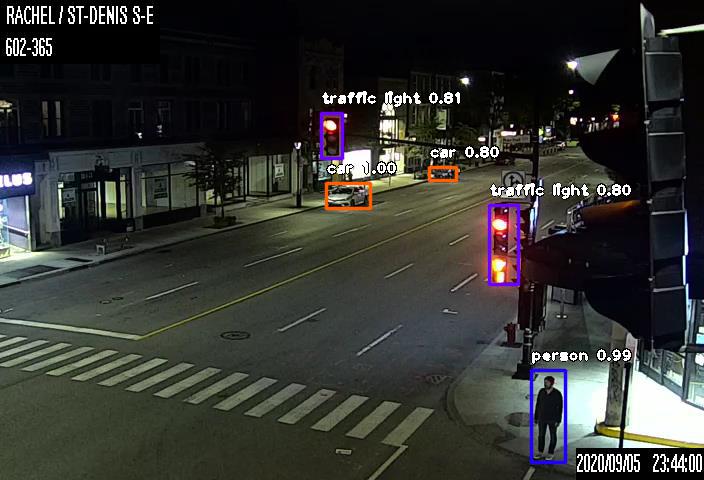 RACHEL / ST-DENIS S-E
602-365
traffic light 0.81
car 0.80
car 1.00
traffic light 0.80
person 0.99
2020/09/05 23:44:00